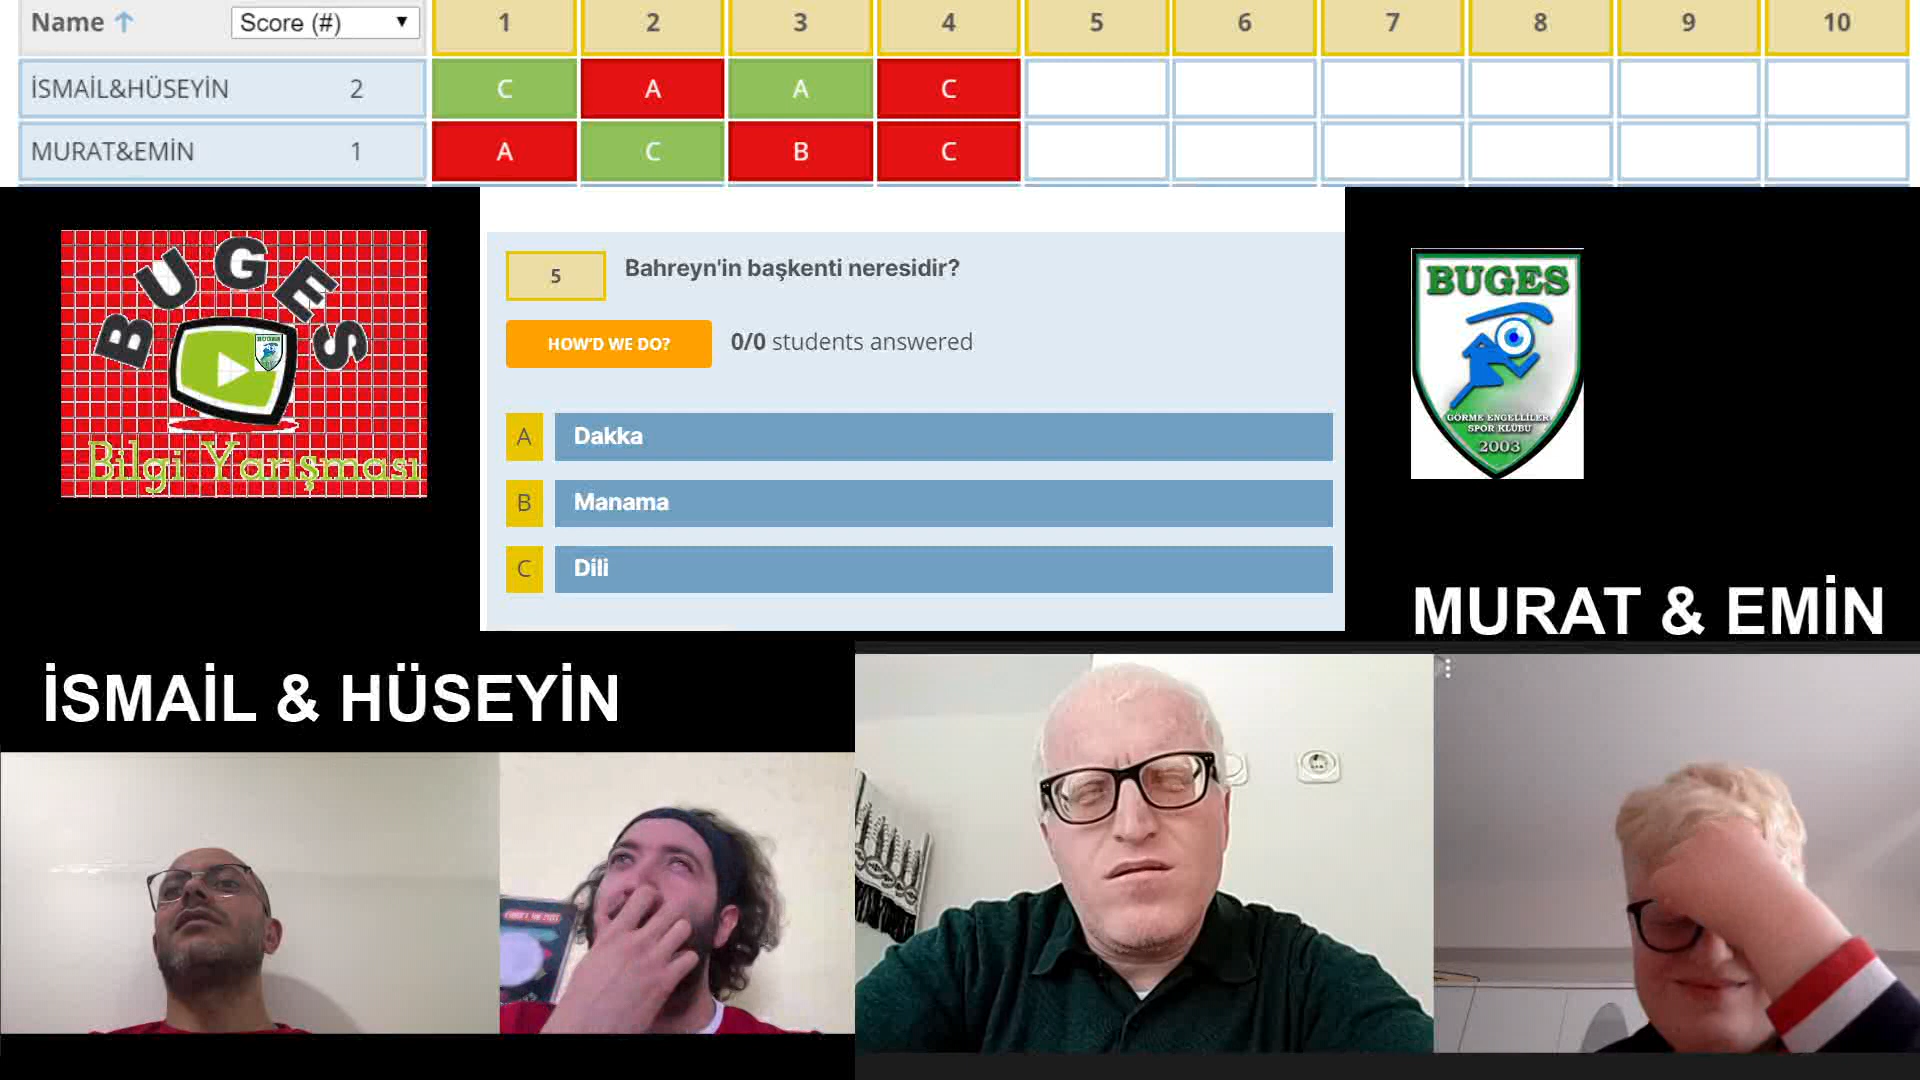 Name ↑ Score (#) ▼ 1 2 3 4 5 6 7 8 9 10
İSMAİL&HÜSEYİN 2 C A A C
MURAT&EMİN 1 A C B C
BUGES
Bilgi Yarışması
5 Bahreyn'in başkenti neresidir?
HOW'D WE DO? 0/0 students answered
A Dakka
B Manama
C Dili
BUGES
GÖRME ENGELLİLER
SPOR KLÜBÜ
2003
MURAT & EMİN
İSMAİL & HÜSEYİN